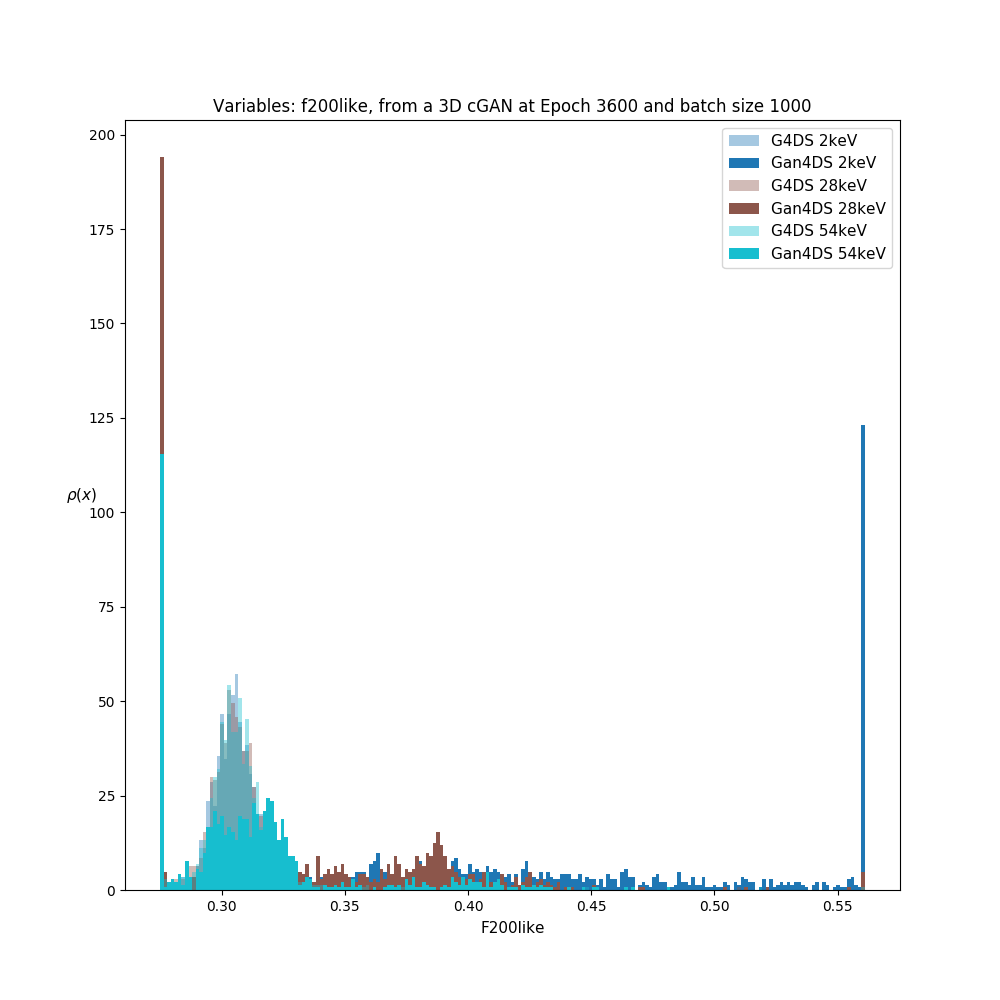 Variables: f200like, from a 3D cGAN at Epoch 3600 and batch size 1000
200
175
150
125
100
75
50
25
0
ρ(x)
G4DS 2keV
Gan4DS 2keV
G4DS 28keV
Gan4DS 28keV
G4DS 54keV
Gan4DS 54keV
0.30 0.35 0.40 0.45 0.50 0.55
F200like